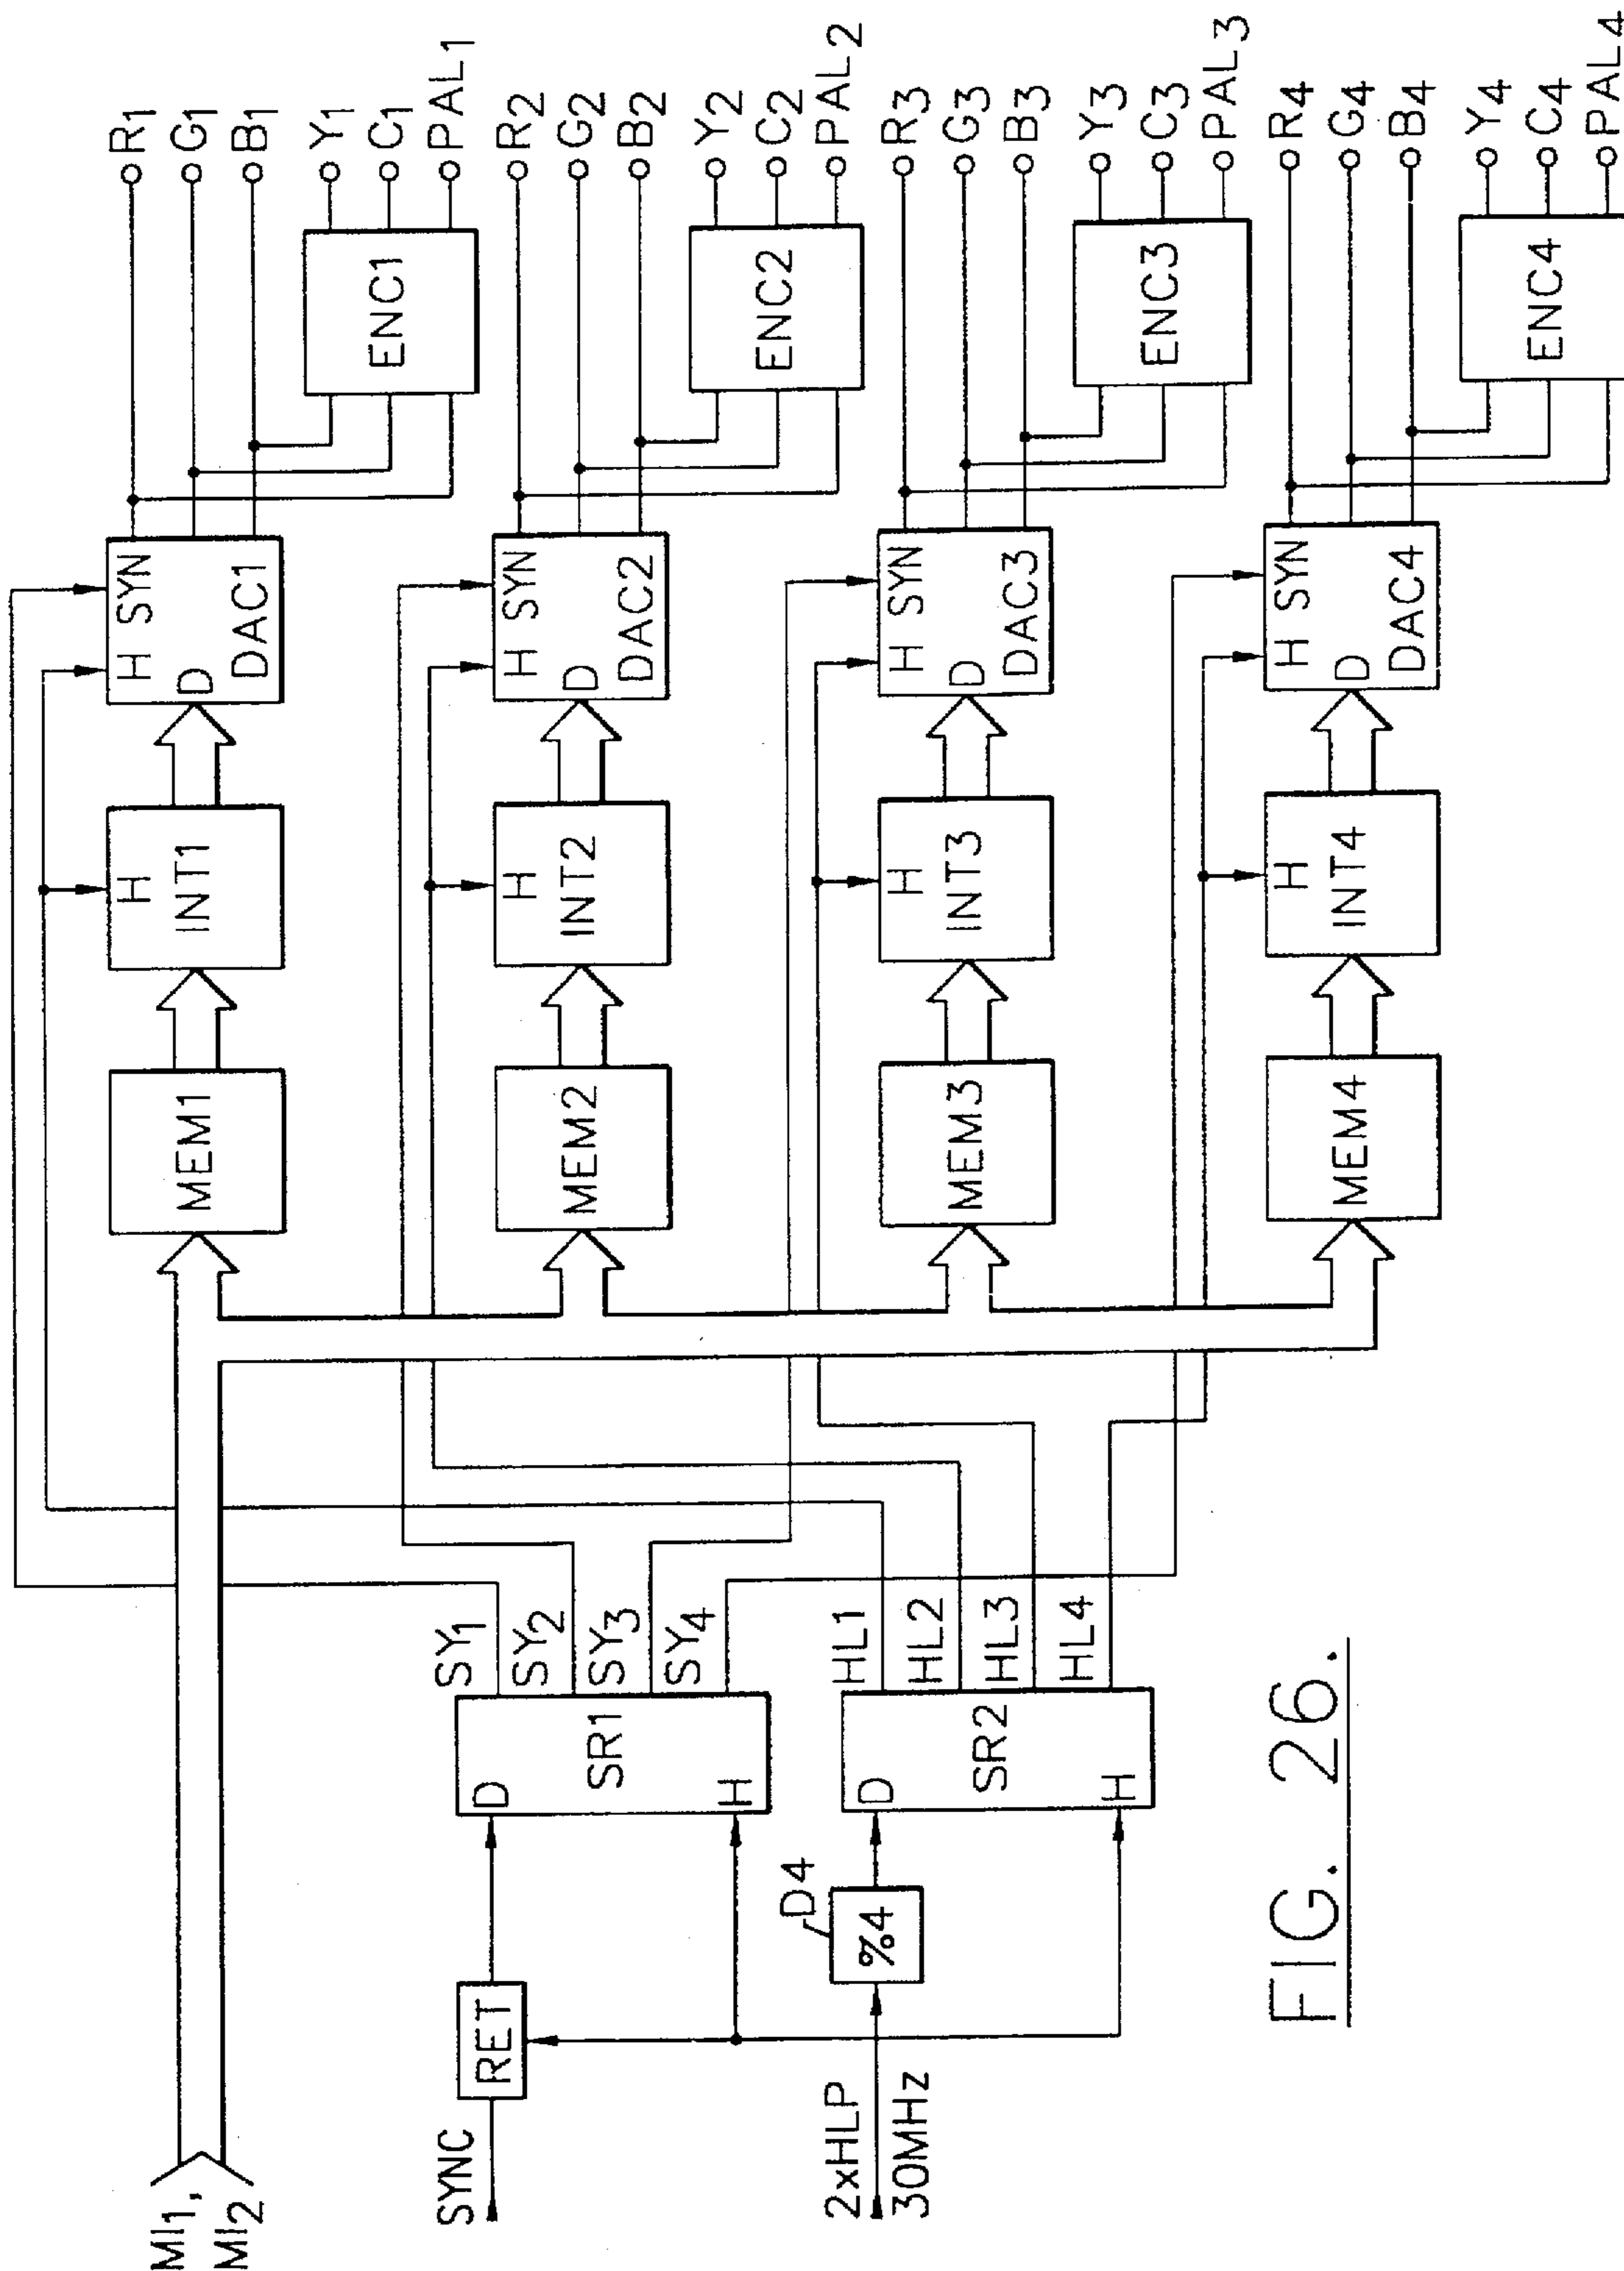 MI1,
MI2
SYNC
RET
2xHLP
30MHz
%4
D4
D
SR1
H
D
SR2
H
SY1
SY2
SY3
SY4
HL1
HL2
HL3
HL4
MEM1
H
INT1
H SYN
D
DAC1
ENC1
R1
G1
B1
Y1
C1
PAL1
MEM2
H
INT2
H SYN
D
DAC2
ENC2
R2
G2
B2
Y2
C2
PAL2
MEM3
H
INT3
H SYN
D
DAC3
ENC3
R3
G3
B3
Y3
C3
PAL3
MEM4
H
INT4
H SYN
D
DAC4
ENC4
R4
G4
B4
Y4
C4
PAL4
FIG. 26.